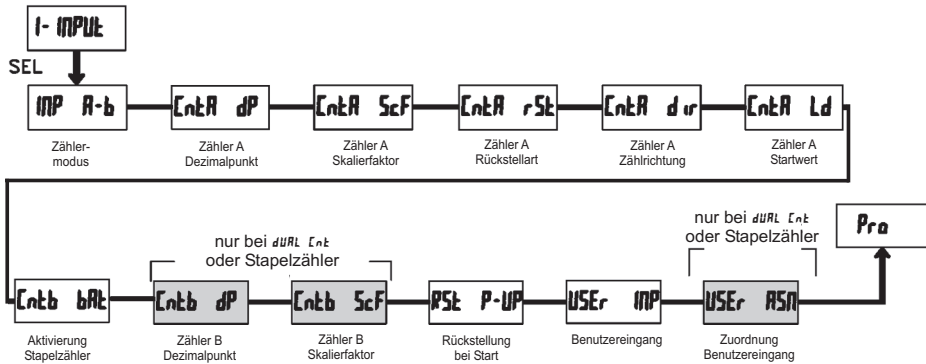 I- INPUt
SEL
INP A-b
CntA dP
CntA ScF
CntA rSt
CntA dir
CntA Ld
Zähler-
modus
Zähler A
Dezimalpunkt
Zähler A
Skalierfaktor
Zähler A
Rückstellart
Zähler A
Zählrichtung
Zähler A
Startwert
nur bei dUAL Cnt
oder Stapelzähler
nur bei dUAL Cnt
oder Stapelzähler
Pro
Cntb bAt
Cntb dP
Cntb ScF
RSt P-UP
USEr INP
USEr ASN
Aktivierung
Stapelzähler
Zähler B
Dezimalpunkt
Zähler B
Skalierfaktor
Rückstellung
bei Start
Benutzereingang
Zuordnung
Benutzereingang